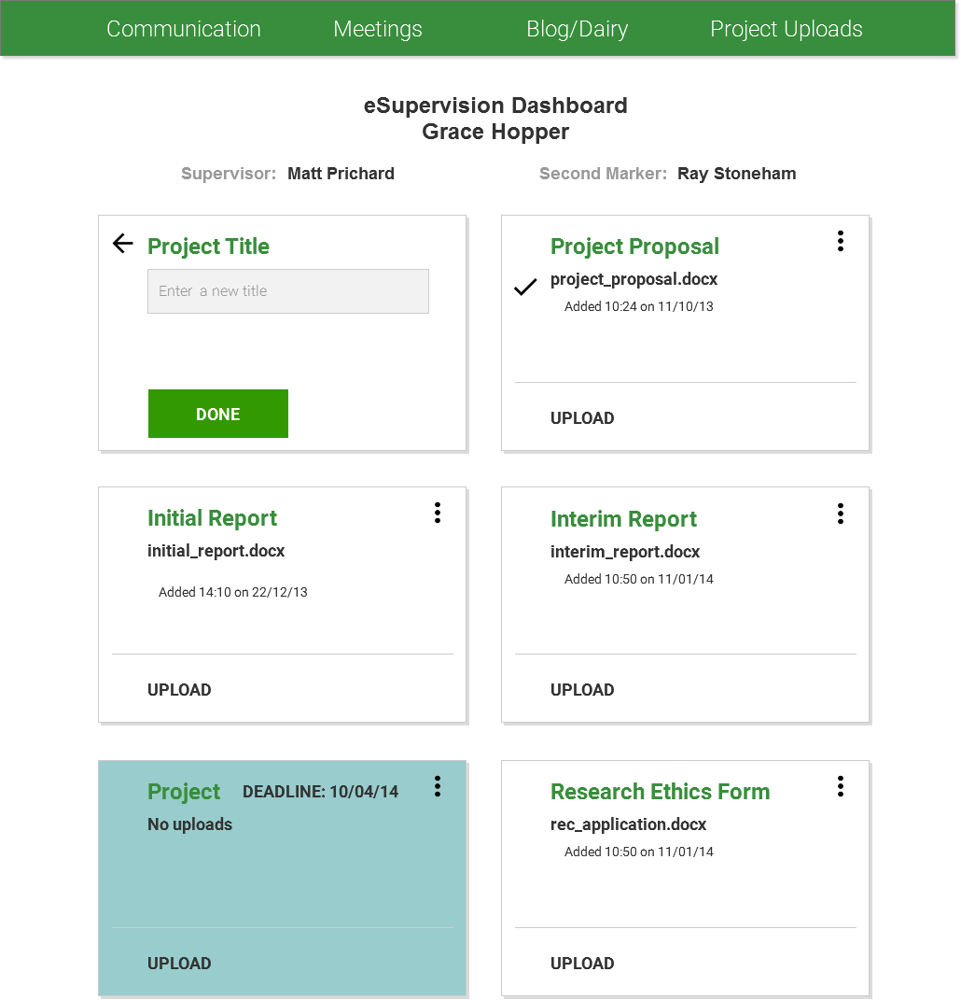 Communication Meetings Blog/Dairy Project Uploads
eSupervision Dashboard
Grace Hopper
Supervisor: Matt Prichard Second Marker: Ray Stoneham
Project Title
Enter a new title
DONE
Project Proposal
project_proposal.docx
Added 10:24 on 11/10/13
UPLOAD
Initial Report
initial_report.docx
Added 14:10 on 22/12/13
UPLOAD
Interim Report
interim_report.docx
Added 10:50 on 11/01/14
UPLOAD
Project DEADLINE: 10/04/14
No uploads
UPLOAD
Research Ethics Form
rec_application.docx
Added 10:50 on 11/01/14
UPLOAD